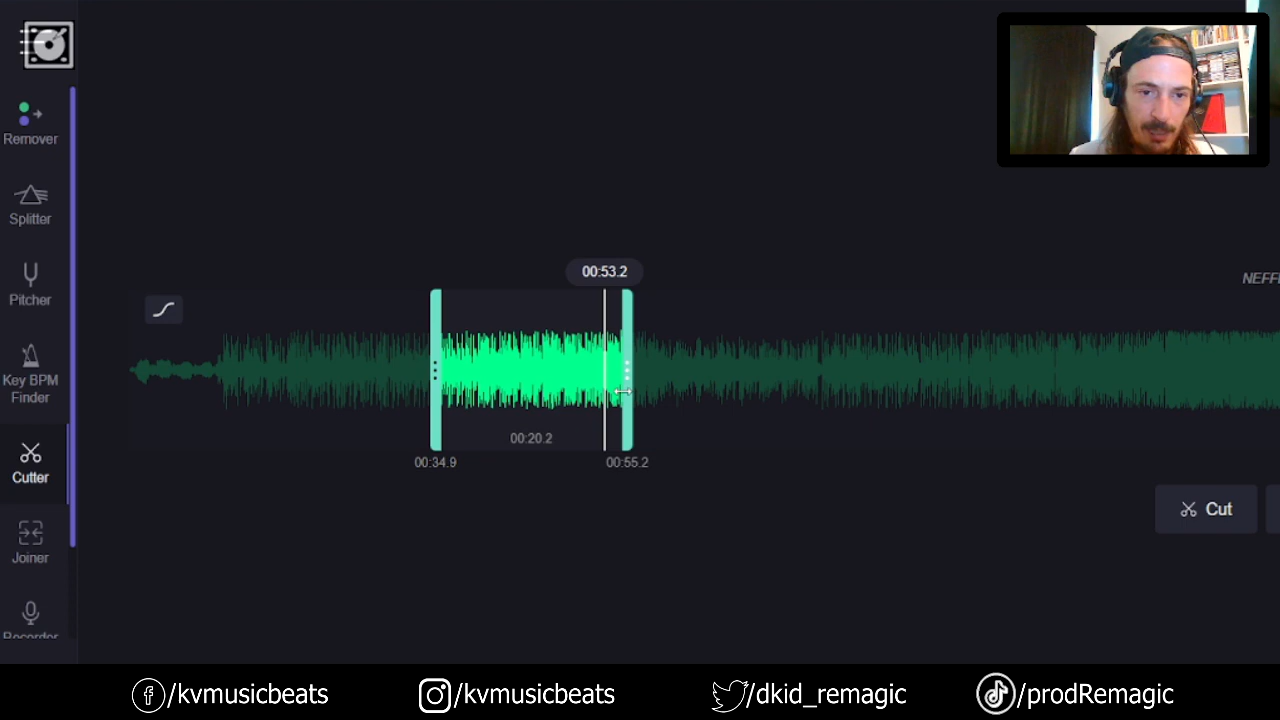 Remover
Splitter
Pitcher
Key BPM
Finder
Cutter
Joiner
Recorder
00:53.2
NEFF
00:20.2
00:34.9
00:55.2
Cut
/kvmusicbeats
/kvmusicbeats
/dkid_remagic
/prodRemagic